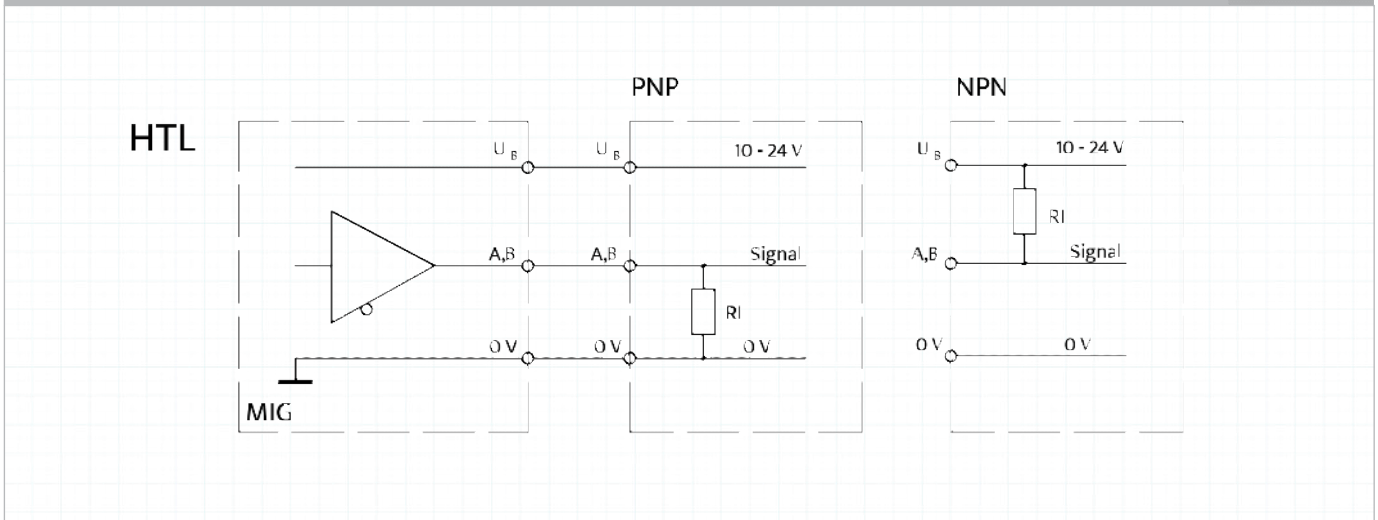 PNP NPN
HTL
U B U B 10 - 24 V U B 10 - 24 V
RI
A,B A,B Signal A,B Signal
RI
0 V 0 V 0 V 0 V 0 V
MIG